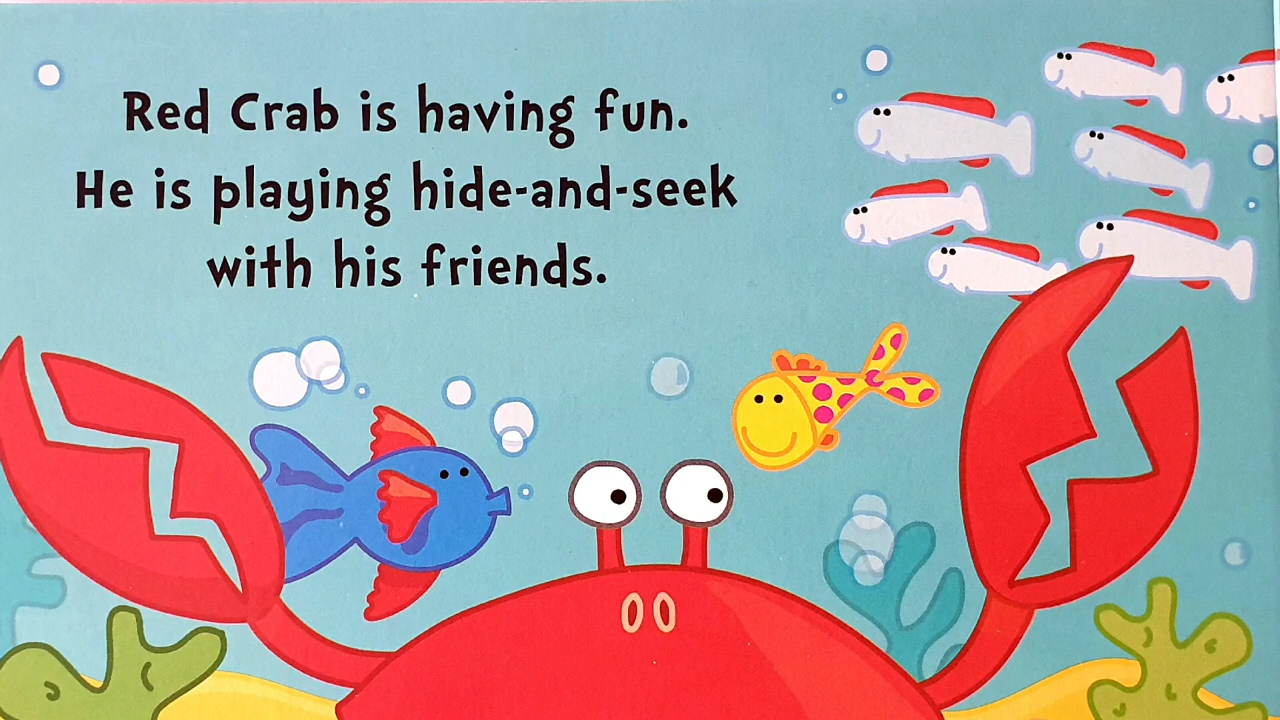 Red Crab is having fun.
He is playing hide-and-seek
with his friends.